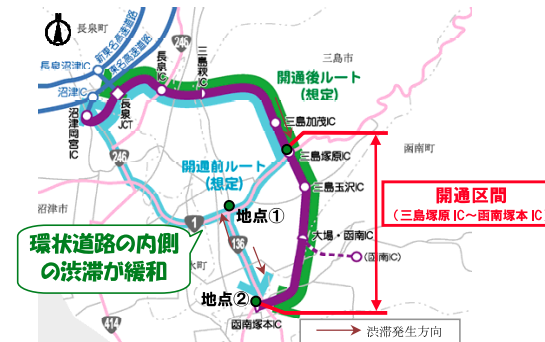 長泉町
新東名高速道路
東名高速道路
246
長泉IC
三島萩IC
三島市
長泉沼津IC
沼津IC
長泉
JCT
沼津岡宮IC
開通後ルート
(想定)
三島加茂IC
函南町
246
開通前ルート
(想定)
三島塚原IC
三島玉沢IC
開通区間
(三島塚原IC～函南塚本IC
沼津市
地点①
1
136
大場・函南IC
(函南IC)
環状道路の内側
の渋滞が緩和
水町
地点②
函南塚本IC
414
渋滞発生方向